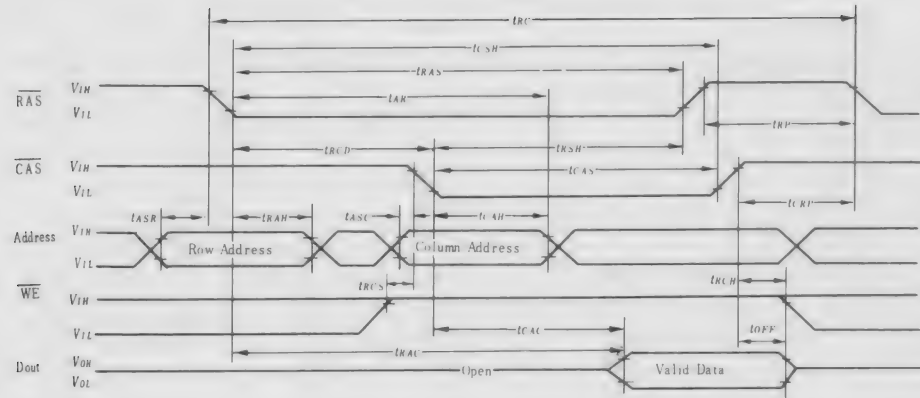 tRC
tCSH
tRAS
tAR
RAS VIH
VIL
tRP
tRCD tRSH
CAS VIH
VIL
tCAS
tCRP
tASR tRAH tASC tCAH
Address VIH
VIL
Row Address Column Address
tRCS tRCH
WE VIH
VIL
tCAC tOFF
tRAC
Dout VOH
VOL
Open Valid Data